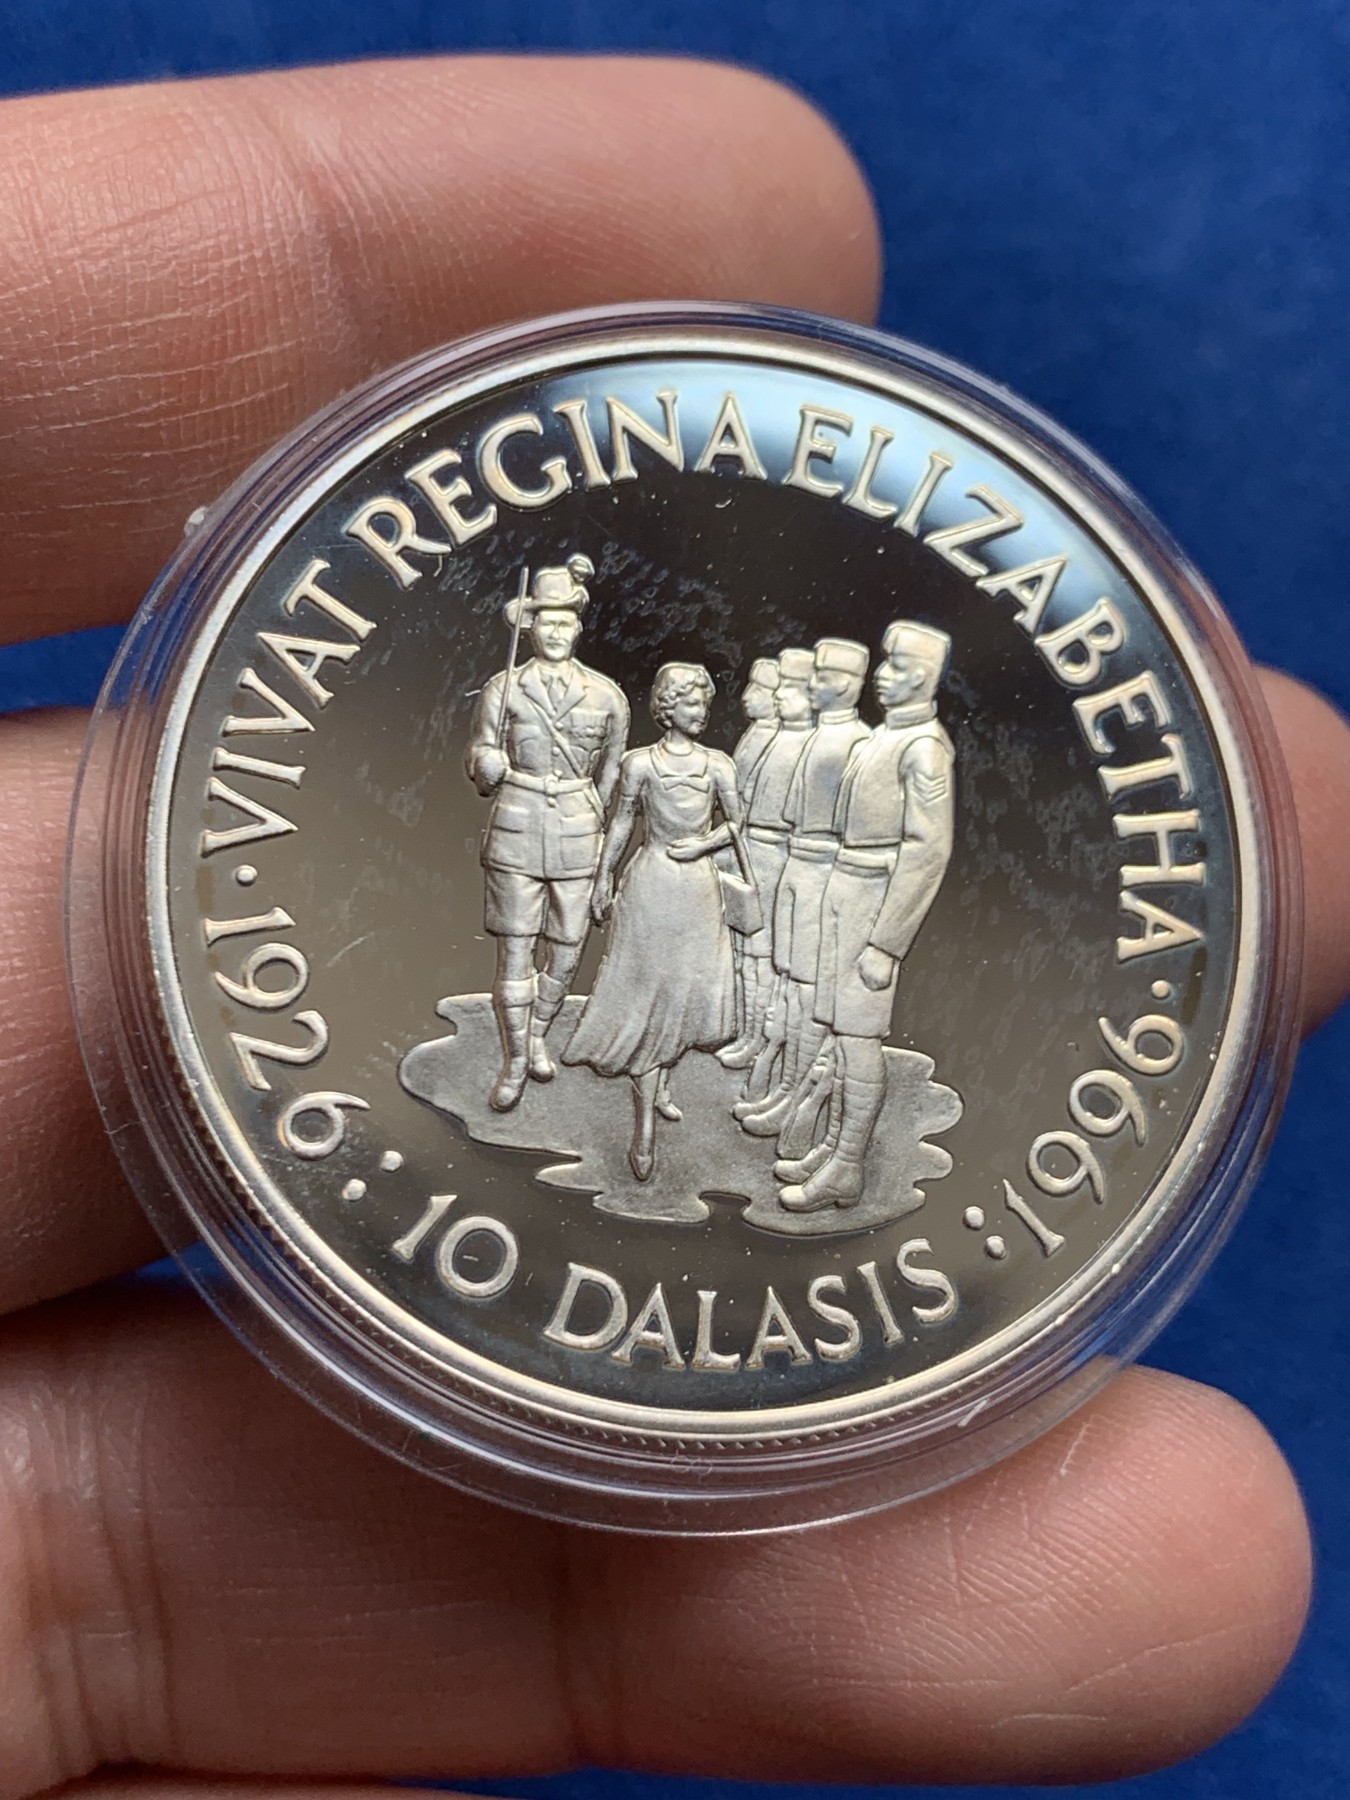 1926 · VIVAT REGINA ELIZABETHA · 1996
: 10 DALASIS :